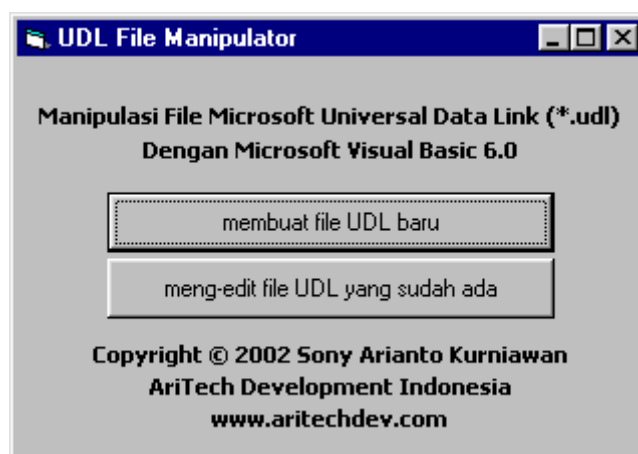 UDL File Manipulator
Manipulasi File Microsoft Universal Data Link (*.udl)
Dengan Microsoft Visual Basic 6.0
membuat file UDL baru
meng-edit file UDL yang sudah ada
Copyright © 2002 Sony Arianto Kurniawan
AriTech Development Indonesia
www.aritechdev.com